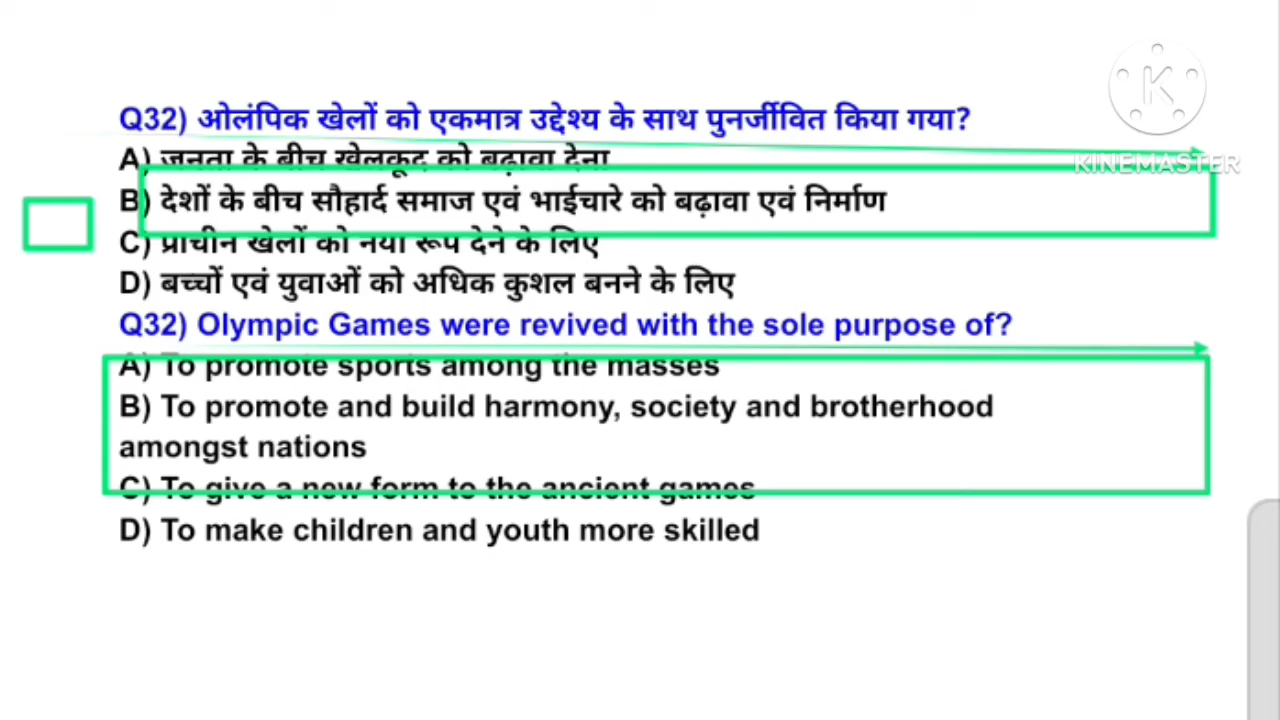 Q32) ओलंपिक खेलों को एकमात्र उद्देश्य के साथ पुनर्जीवित किया गया?
A) जनता के बीच खेलकूद को बढ़ावा देना
B) देशों के बीच सौहार्द समाज एवं भाईचारे को बढ़ावा एवं निर्माण
C) प्राचीन खेलों को नया रूप देने के लिए
D) बच्चों एवं युवाओं को अधिक कुशल बनने के लिए
Q32) Olympic Games were revived with the sole purpose of?
A) To promote sports among the masses
B) To promote and build harmony, society and brotherhood
amongst nations
C) To give a new form to the ancient games
D) To make children and youth more skilled
K
KINEMASTER